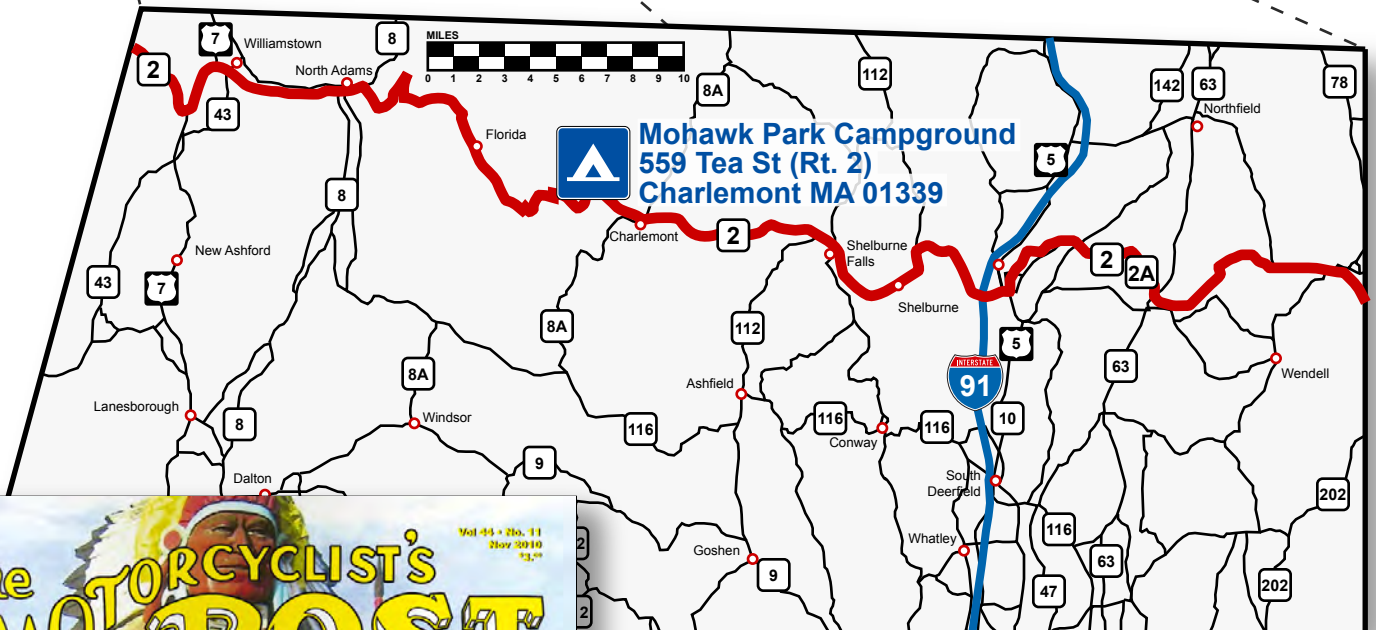 7
Williamstown
8
MILES
0 1 2 3 4 5 6 7 8 9 10
2
North Adams
43
8A
112
142
63
78
Northfield
Florida
Mohawk Park Campground
559 Tea St (Rt. 2)
Charlemont MA 01339
5
8
Charlemont
2
Shelburne
Falls
New Ashford
43
7
2
2A
Shelburne
8A
112
5
INTERSTATE
91
63
Wendell
8A
Ashfield
Lanesborough
8
Windsor
116
116
Conway
116
10
9
Dalton
South
Deerfield
202
2
Whatley
116
Goshen
9
63
47
202
2
Vol 44 • No. 11
Nov 2010
he
MOTORCYCLIST'S
POST